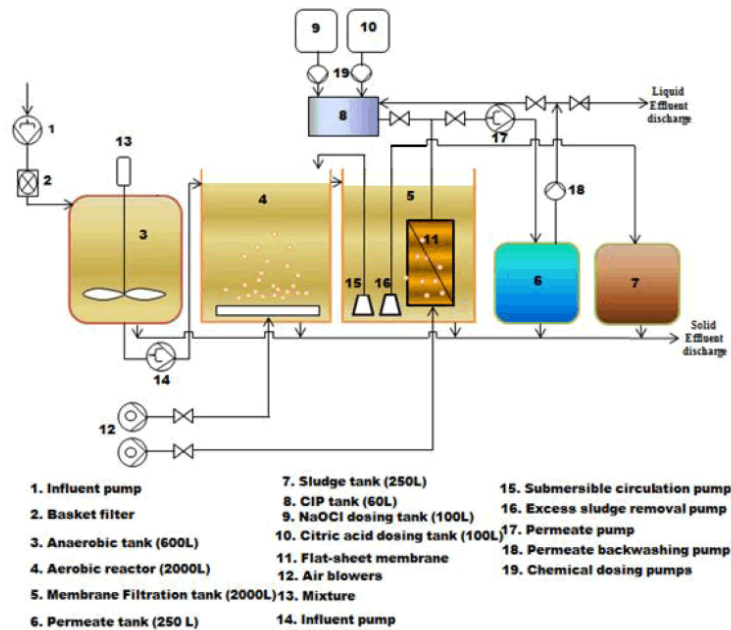 9
10
19
8
1
13
17
Liquid
Effluent
discharge
2
18
4
5
3
11
15
16
6
7
14
Solid
Effluent
discharge
12
1. Influent pump
2. Basket filter
3. Anaerobic tank (600L)
4. Aerobic reactor (2000L)
5. Membrane Filtration tank (2000L)
6. Permeate tank (250 L)
7. Sludge tank (250L)
8. CIP tank (60L)
9. NaOCl dosing tank (100L)
10. Citric acid dosing tank (100L)
11. Flat-sheet membrane
12. Air blowers
13. Mixture
14. Influent pump
15. Submersible circulation pump
16. Excess sludge removal pump
17. Permeate pump
18. Permeate backwashing pump
19. Chemical dosing pumps